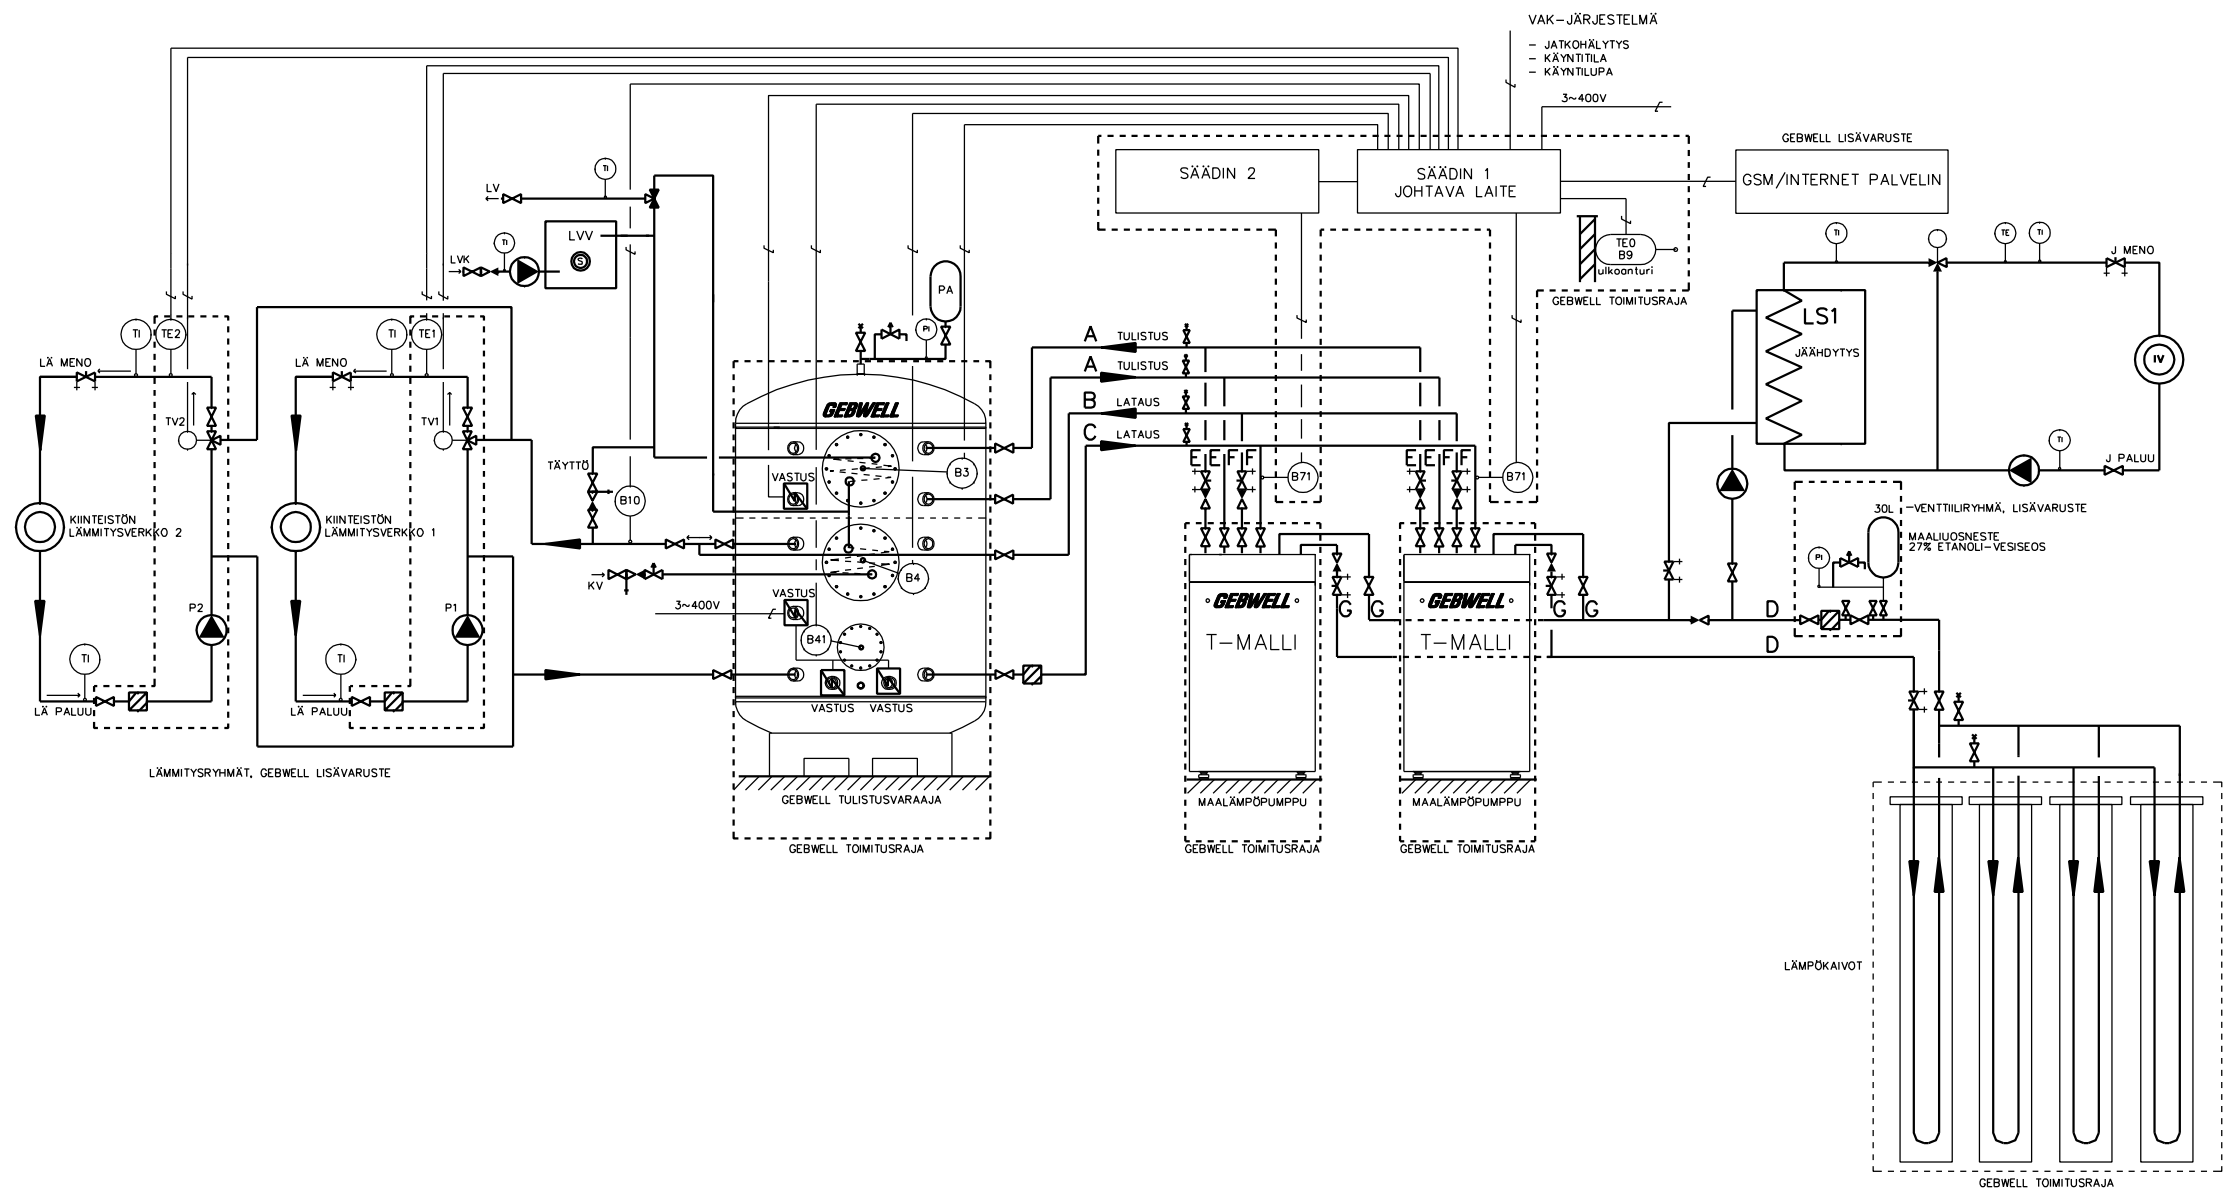 VAK-JÄRJESTELMÄ
- JATKOHÄLYTYS
- KÄYNTITILA
- KÄYNTILUPA
3~400V
GEBWELL LISÄVARUSTE
SÄÄDIN 2
SÄÄDIN 1
JOHTAVA LAITE
GSM/INTERNET PALVELIN
TE0
B9
ulkoanturi
GEBWELL TOIMITUSRAJA
TI
LV
LVV
S
TI
LVK
PA
PI
TI
TE2
TI
TE1
LÄ MENO
LÄ MENO
TV2
TV1
A
TULISTUS
A
TULISTUS
B
LATAUS
C
LATAUS
TI
TE
TI
J MENO
LS1
JÄÄHDYTYS
IV
TI
J PALUU
GEBWELL
TÄYTTÖ
VASTUS
B3
B10
E
E
F
F
B71
E
E
F
F
B71
KIINTEISTÖN
LÄMMITYSVERKKO 2
KIINTEISTÖN
LÄMMITYSVERKKO 1
30L
-VENTTIILIRYHMÄ, LISÄVARUSTE
MAALIUOSNESTE
27% ETANOLI-VESISEOS
PI
KV
B4
VASTUS
3~400V
B41
P2
P1
GEBWELL
T-MALLI
G
G
GEBWELL
T-MALLI
G
G
D
D
TI
TI
LÄ PALUU
LÄ PALUU
VASTUS
VASTUS
LÄMMITYSRYHMÄT, GEBWELL LISÄVARUSTE
GEBWELL TULISTUSVARAAJA
MAALÄMPÖPUMPPU
MAALÄMPÖPUMPPU
GEBWELL TOIMITUSRAJA
GEBWELL TOIMITUSRAJA
GEBWELL TOIMITUSRAJA
LÄMPÖKAIVOT
GEBWELL TOIMITUSRAJA